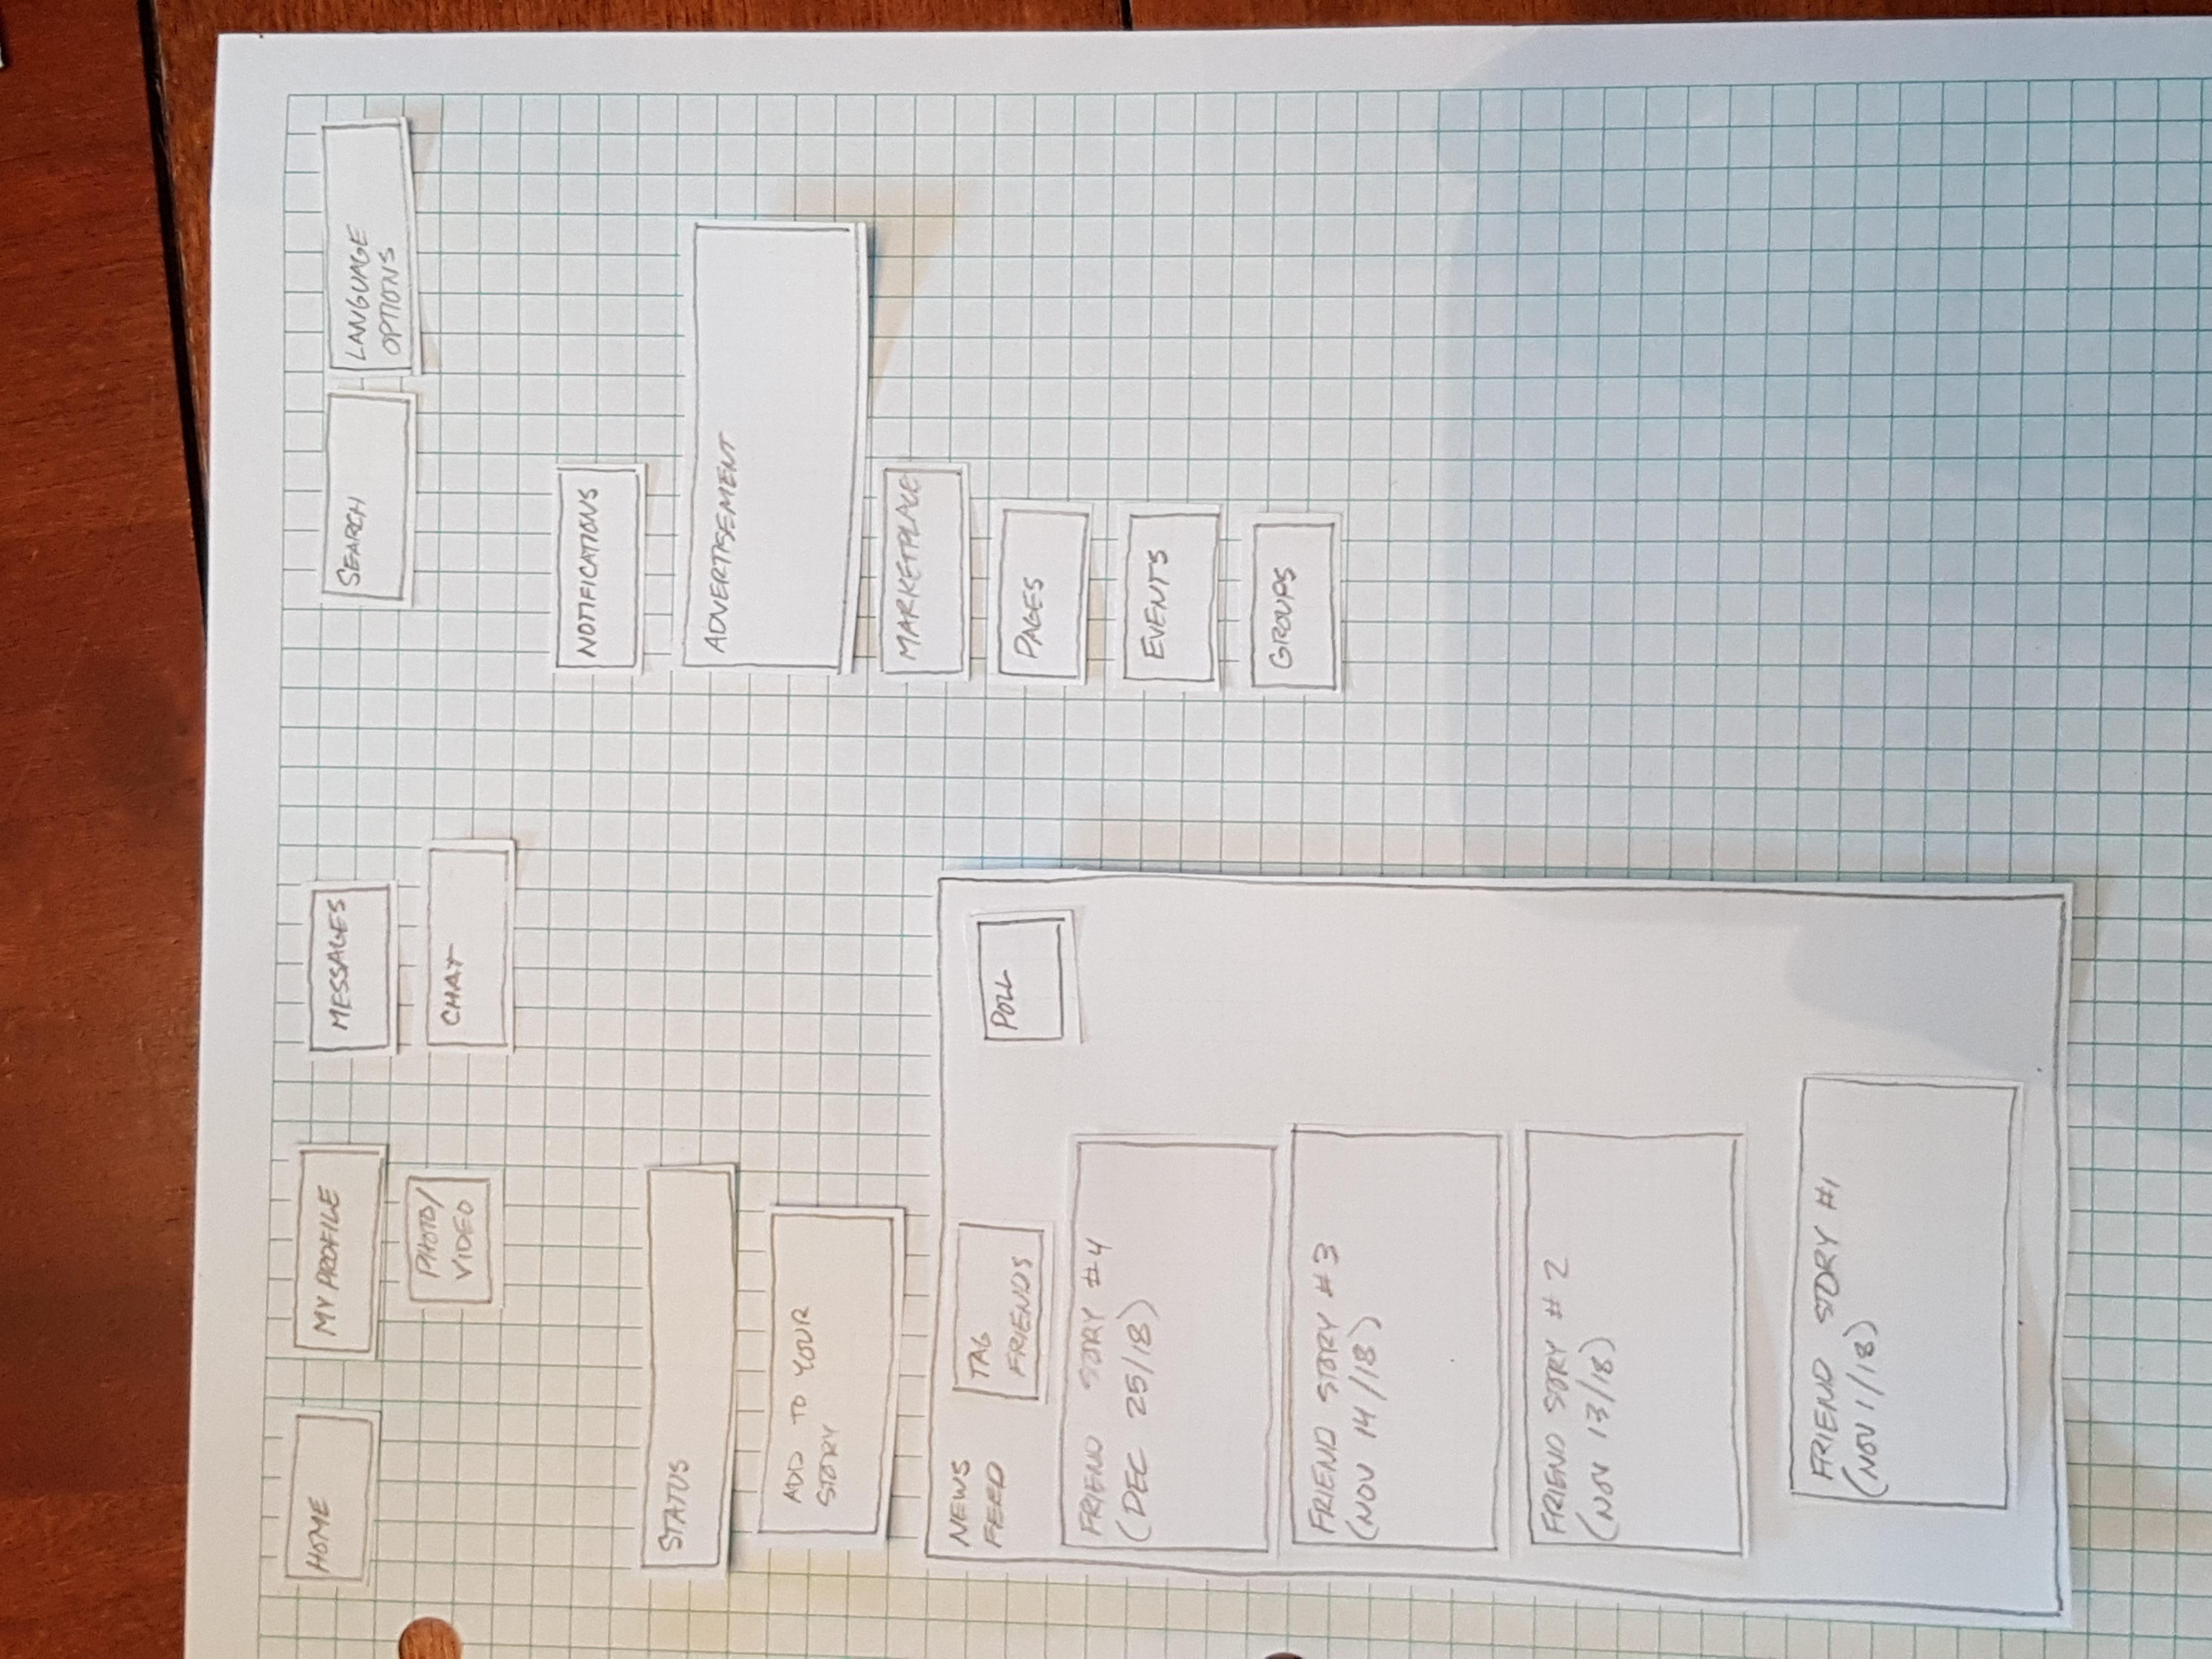 HOME
MY PROFILE
MESSAGES
SEARCH
LANGUAGE
OPTIONS
PHOTO/
VIDEO
CHAT
NOTIFICATIONS
STATUS
ADVERTISEMENT
ADD TO YOUR
STORY
MARKETPLACE
NEWS
FEED
TAG
FRIENDS
POLL
PAGES
FRIEND STORY #4
(DEC 25/18)
EVENTS
GROUPS
FRIEND STORY #3
(NOV 14/18)
FRIEND STORY # 2
(NOV 13/18)
FRIEND STORY #1
(NOV 1/18)